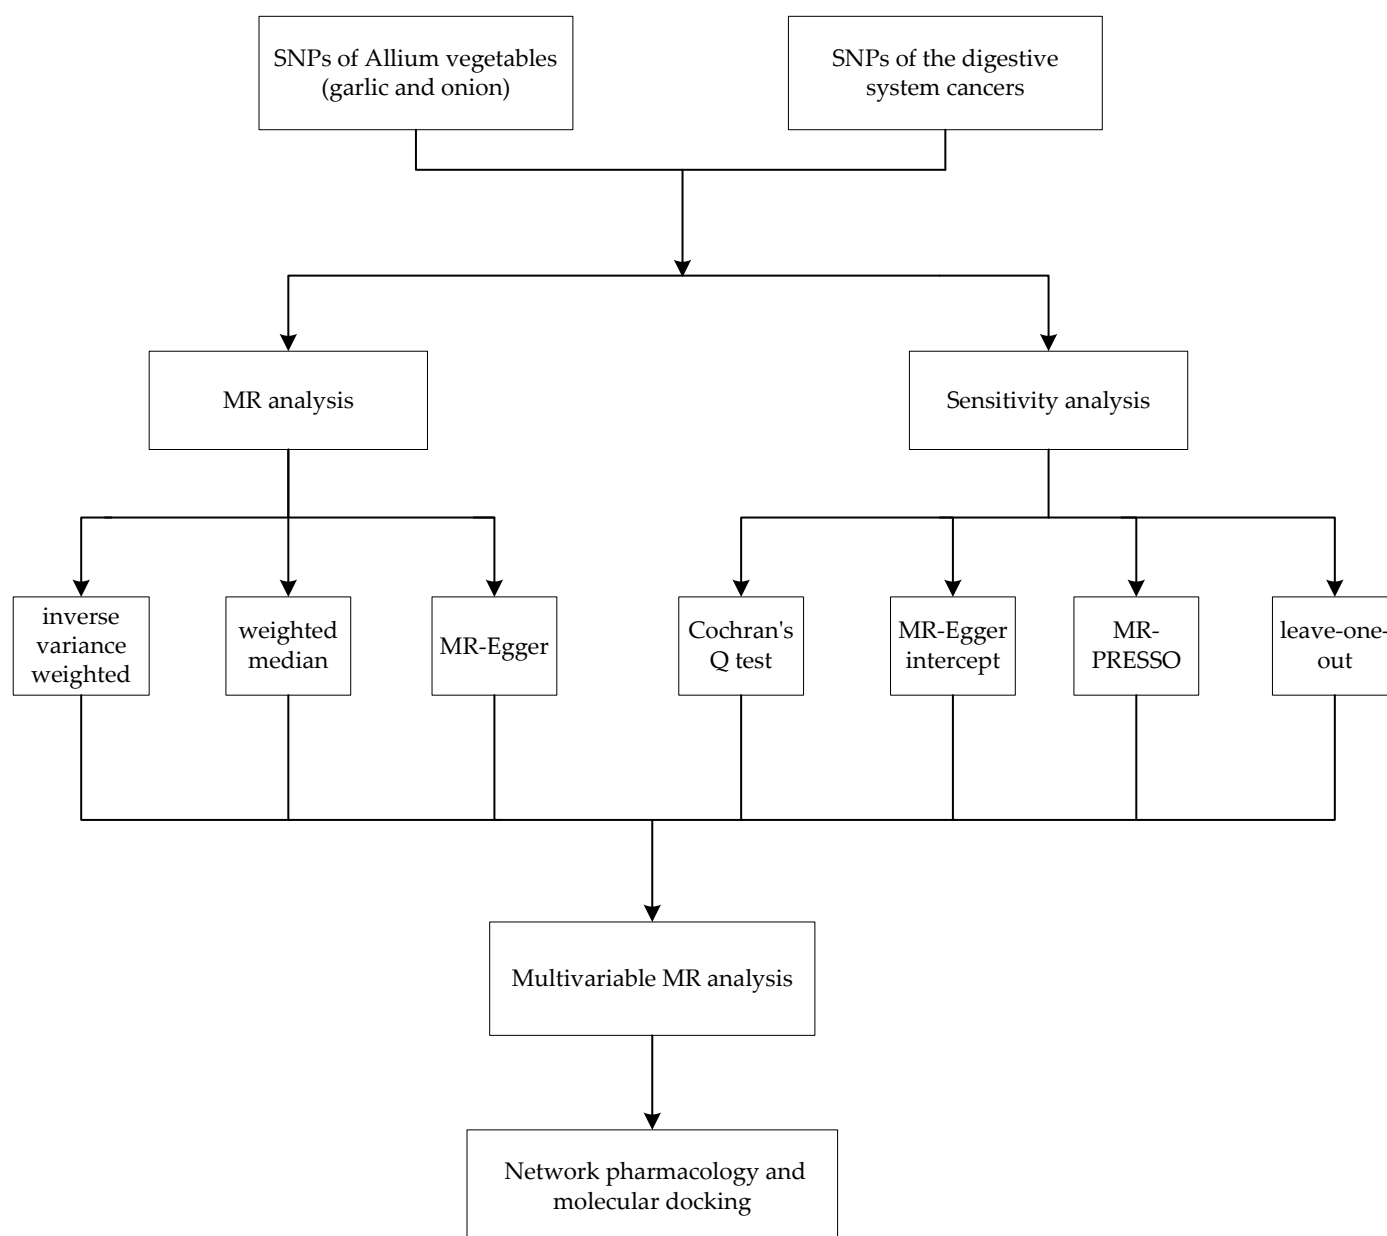 SNPs of Allium vegetables
(garlic and onion)
SNPs of the digestive
system cancers
MR analysis
Sensitivity analysis
inverse
variance
weighted
weighted
median
MR-Egger
Cochran's
Q test
MR-Egger
intercept
MR-
PRESSO
leave-one-
out
Multivariable MR analysis
Network pharmacology and
molecular docking